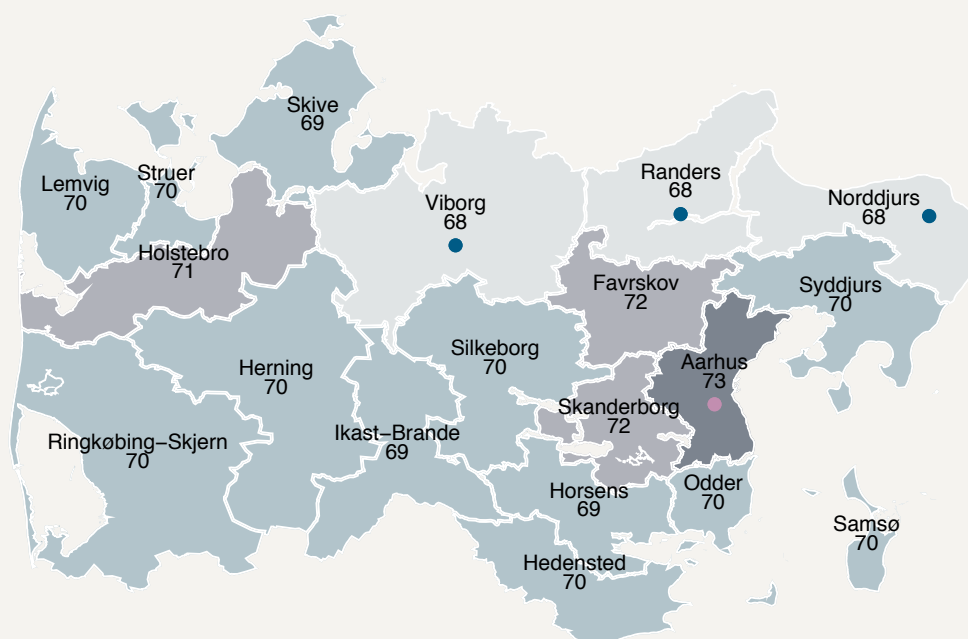 Skive
69
Lemvig
70
Struer
70
Holstebro
71
Viborg
68
Randers
68
Norddjurs
68
Favrskov
72
Syddjurs
70
Herning
70
Silkeborg
70
Aarhus
73
Skanderborg
72
Ikast–Brande
69
Ringkøbing–Skjern
70
Horsens
69
Odder
70
Samsø
70
Hedensted
70